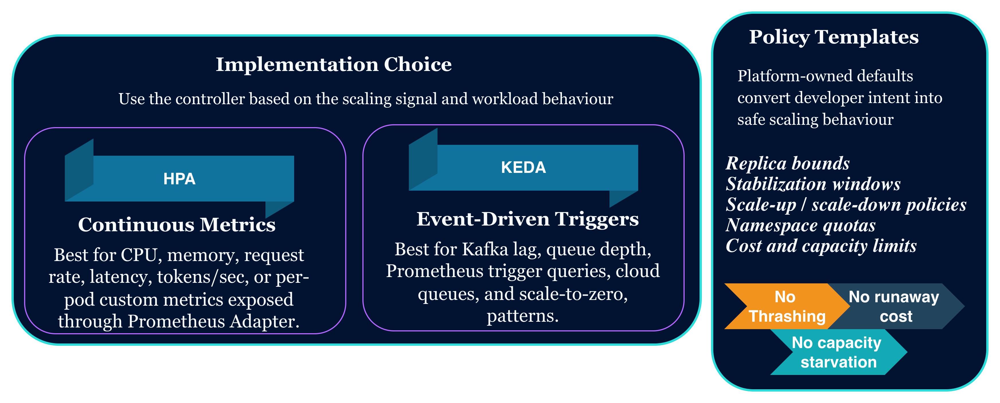 Implementation Choice
Use the controller based on the scaling signal and workload behaviour
HPA
Continuous Metrics
Best for CPU, memory, request
rate, latency, tokens/sec, or per-
pod custom metrics exposed
through Prometheus Adapter.
KEDA
Event-Driven Triggers
Best for Kafka lag, queue depth,
Prometheus trigger queries, cloud
queues, and scale-to-zero,
patterns.
Policy Templates
Platform-owned defaults
convert developer intent into
safe scaling behaviour
Replica bounds
Stabilization windows
Scale-up / scale-down policies
Namespace quotas
Cost and capacity limits
No
Thrashing
No runaway
cost
No capacity
starvation